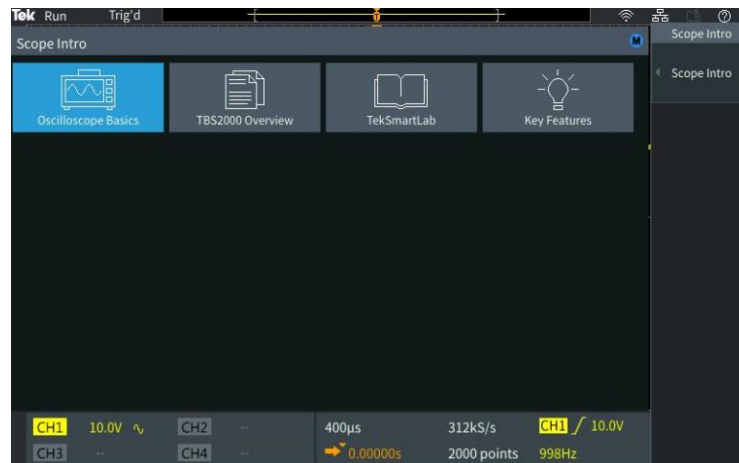 Tek Run Trig'd
Scope Intro M Scope Intro
Scope Intro
Oscilloscope Basics TBS2000 Overview TekSmartLab Key Features
CH1 10.0V CH2 -- 400µs 312kS/s CH1 10.0V
CH3 -- CH4 -- 0.00000s 2000 points 998Hz